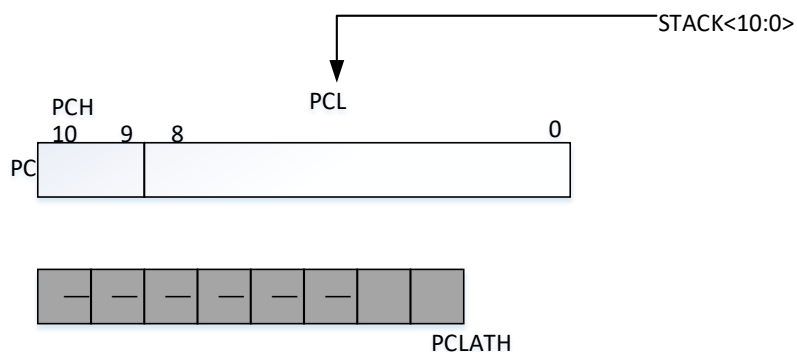 STACK<10:0>
PCL
PCH
10 9 8 0
PC
— — — — — —
PCLATH